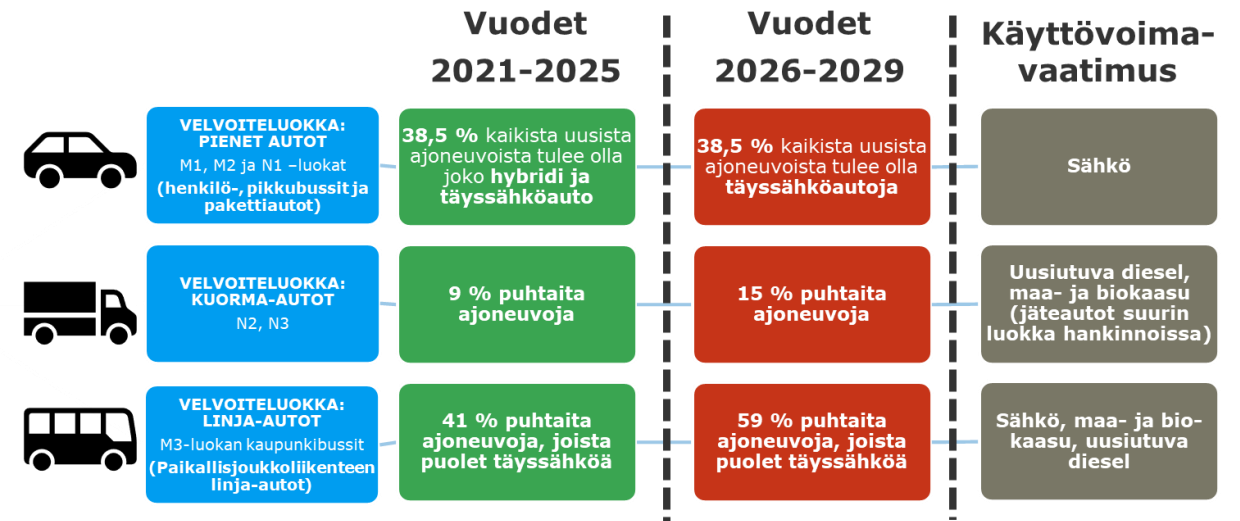 Vuodet
2021-2025
Vuodet
2026-2029
Käyttövoima-
vaatimus
VELVOITELUOKKA:
PIENET AUTOT
M1, M2 ja N1 –luokat
(henkilö-, pikkubussit ja
pakettiautot)
38,5 % kaikista uusista
ajoneuvoista tulee olla
joko hybridi ja
täyssähköauto
38,5 % kaikista uusista
ajoneuvoista tulee olla
täyssähköautoja
Sähkö
VELVOITELUOKKA:
KUORMA-AUTOT
N2, N3
9 % puhtaita
ajoneuvoja
15 % puhtaita
ajoneuvoja
Uusiutuva diesel,
maa- ja biokaasu
(jäteautot suurin
luokka hankinnoissa)
VELVOITELUOKKA:
LINJA-AUTOT
M3-luokan kaupunkibussit
(Paikallisjoukkoliikenteen
linja-autot)
41 % puhtaita
ajoneuvoja, joista
puolet täyssähköä
59 % puhtaita
ajoneuvoja, joista
puolet täyssähköä
Sähkö, maa- ja bio-
kaasu, uusiutuva
diesel